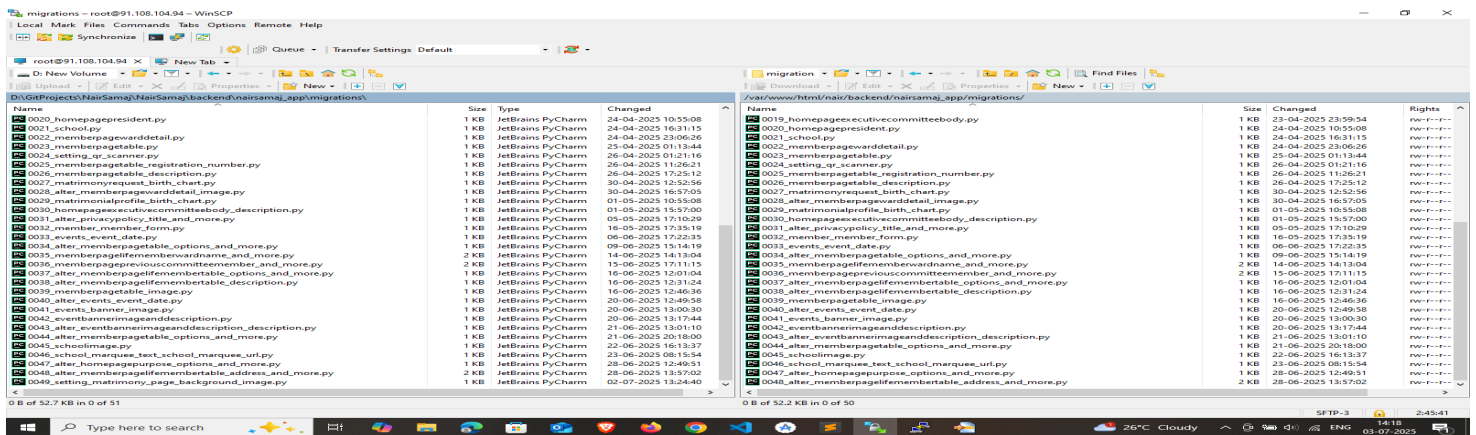 migrations – root@91.108.104.94 – WinSCP
Local Mark Files Commands Tabs Options Remote Help
Synchronize
Queue Transfer Settings Default
root@91.108.104.94 New Tab
D: New Volume
Upload Edit Properties New
D:\GitProjects\NairSamaj\NairSamaj\backend\nairsamaj_app\migrations\
Name Size Type Changed
0020_homepagepresident.py 1 KB JetBrains PyCharm 24-04-2025 10:55:08
0021_school.py 1 KB JetBrains PyCharm 24-04-2025 16:31:15
0022_memberpagewarddetail.py 1 KB JetBrains PyCharm 24-04-2025 23:06:26
0023_memberpagetable.py 1 KB JetBrains PyCharm 25-04-2025 01:13:44
0024_setting_qr_scanner.py 1 KB JetBrains PyCharm 26-04-2025 01:21:16
0025_memberpagetable_registration_number.py 1 KB JetBrains PyCharm 26-04-2025 11:26:21
0026_memberpagetable_description.py 1 KB JetBrains PyCharm 26-04-2025 17:25:12
0027_matrimonyrequest_birth_chart.py 1 KB JetBrains PyCharm 30-04-2025 12:52:56
0028_alter_memberpagewarddetail_image.py 1 KB JetBrains PyCharm 30-04-2025 16:57:05
0029_matrimonialprofile_birth_chart.py 1 KB JetBrains PyCharm 01-05-2025 10:55:08
0030_homepageexecutivecommitteebody_description.py 1 KB JetBrains PyCharm 01-05-2025 15:57:00
0031_alter_privacypolicy_title_and_more.py 1 KB JetBrains PyCharm 05-05-2025 17:10:29
0032_member_member_form.py 1 KB JetBrains PyCharm 16-05-2025 17:35:19
0033_events_event_date.py 1 KB JetBrains PyCharm 06-06-2025 17:22:35
0034_alter_memberpagetable_options_and_more.py 1 KB JetBrains PyCharm 09-06-2025 15:14:19
0035_memberpagelifememberwardname_and_more.py 2 KB JetBrains PyCharm 14-06-2025 14:13:04
0036_memberpagepreviouscommitteemember_and_more.py 2 KB JetBrains PyCharm 15-06-2025 17:11:15
0037_alter_memberpagelifemembertable_options_and_more.py 1 KB JetBrains PyCharm 16-06-2025 12:01:04
0038_alter_memberpagelifemembertable_description.py 1 KB JetBrains PyCharm 16-06-2025 12:31:24
0039_memberpagetable_image.py 1 KB JetBrains PyCharm 16-06-2025 12:46:36
0040_alter_events_event_date.py 1 KB JetBrains PyCharm 20-06-2025 12:49:58
0041_events_banner_image.py 1 KB JetBrains PyCharm 20-06-2025 13:00:30
0042_eventbannerimageanddescription.py 1 KB JetBrains PyCharm 20-06-2025 13:17:44
0043_alter_eventbannerimageanddescription_description.py 1 KB JetBrains PyCharm 21-06-2025 13:01:10
0044_alter_memberpagetable_options_and_more.py 1 KB JetBrains PyCharm 21-06-2025 20:18:00
0045_schoolimage.py 1 KB JetBrains PyCharm 22-06-2025 16:13:37
0046_school_marquee_text_school_marquee_url.py 1 KB JetBrains PyCharm 23-06-2025 08:15:54
0047_alter_homepagepurpose_options_and_more.py 1 KB JetBrains PyCharm 28-06-2025 12:49:51
0048_alter_memberpagelifemembertable_address_and_more.py 2 KB JetBrains PyCharm 28-06-2025 13:57:02
0049_setting_matrimony_page_background_image.py 1 KB JetBrains PyCharm 02-07-2025 13:24:40
0 B of 52.7 KB in 0 of 51
migration Find Files
Download Edit Properties New
/var/www/html/nair/backend/nairsamaj_app/migrations/
Name Size Changed Rights
0019_homepageexecutivecommitteebody.py 1 KB 23-04-2025 23:59:54 rw-r--r--
0020_homepagepresident.py 1 KB 24-04-2025 10:55:08 rw-r--r--
0021_school.py 1 KB 24-04-2025 16:31:15 rw-r--r--
0022_memberpagewarddetail.py 1 KB 24-04-2025 23:06:26 rw-r--r--
0023_memberpagetable.py 1 KB 25-04-2025 01:13:44 rw-r--r--
0024_setting_qr_scanner.py 1 KB 26-04-2025 01:21:16 rw-r--r--
0025_memberpagetable_registration_number.py 1 KB 26-04-2025 11:26:21 rw-r--r--
0026_memberpagetable_description.py 1 KB 26-04-2025 17:25:12 rw-r--r--
0027_matrimonyrequest_birth_chart.py 1 KB 30-04-2025 12:52:56 rw-r--r--
0028_alter_memberpagewarddetail_image.py 1 KB 30-04-2025 16:57:05 rw-r--r--
0029_matrimonialprofile_birth_chart.py 1 KB 01-05-2025 10:55:08 rw-r--r--
0030_homepageexecutivecommitteebody_description.py 1 KB 01-05-2025 15:57:00 rw-r--r--
0031_alter_privacypolicy_title_and_more.py 1 KB 05-05-2025 17:10:29 rw-r--r--
0032_member_member_form.py 1 KB 16-05-2025 17:35:19 rw-r--r--
0033_events_event_date.py 1 KB 06-06-2025 17:22:35 rw-r--r--
0034_alter_memberpagetable_options_and_more.py 1 KB 09-06-2025 15:14:19 rw-r--r--
0035_memberpagelifememberwardname_and_more.py 2 KB 14-06-2025 14:13:04 rw-r--r--
0036_memberpagepreviouscommitteemember_and_more.py 2 KB 15-06-2025 17:11:15 rw-r--r--
0037_alter_memberpagelifemembertable_options_and_more.py 1 KB 16-06-2025 12:01:04 rw-r--r--
0038_alter_memberpagelifemembertable_description.py 1 KB 16-06-2025 12:31:24 rw-r--r--
0039_memberpagetable_image.py 1 KB 16-06-2025 12:46:36 rw-r--r--
0040_alter_events_event_date.py 1 KB 20-06-2025 12:49:58 rw-r--r--
0041_events_banner_image.py 1 KB 20-06-2025 13:00:30 rw-r--r--
0042_eventbannerimageanddescription.py 1 KB 20-06-2025 13:17:44 rw-r--r--
0043_alter_eventbannerimageanddescription_description.py 1 KB 21-06-2025 13:01:10 rw-r--r--
0044_alter_memberpagetable_options_and_more.py 1 KB 21-06-2025 20:18:00 rw-r--r--
0045_schoolimage.py 1 KB 22-06-2025 16:13:37 rw-r--r--
0046_school_marquee_text_school_marquee_url.py 1 KB 23-06-2025 08:15:54 rw-r--r--
0047_alter_homepagepurpose_options_and_more.py 1 KB 28-06-2025 12:49:51 rw-r--r--
0048_alter_memberpagelifemembertable_address_and_more.py 2 KB 28-06-2025 13:57:02 rw-r--r--
0 B of 52.2 KB in 0 of 50
SFTP-3 2:45:41
Type here to search
26°C Cloudy ENG 14:18
03-07-2025